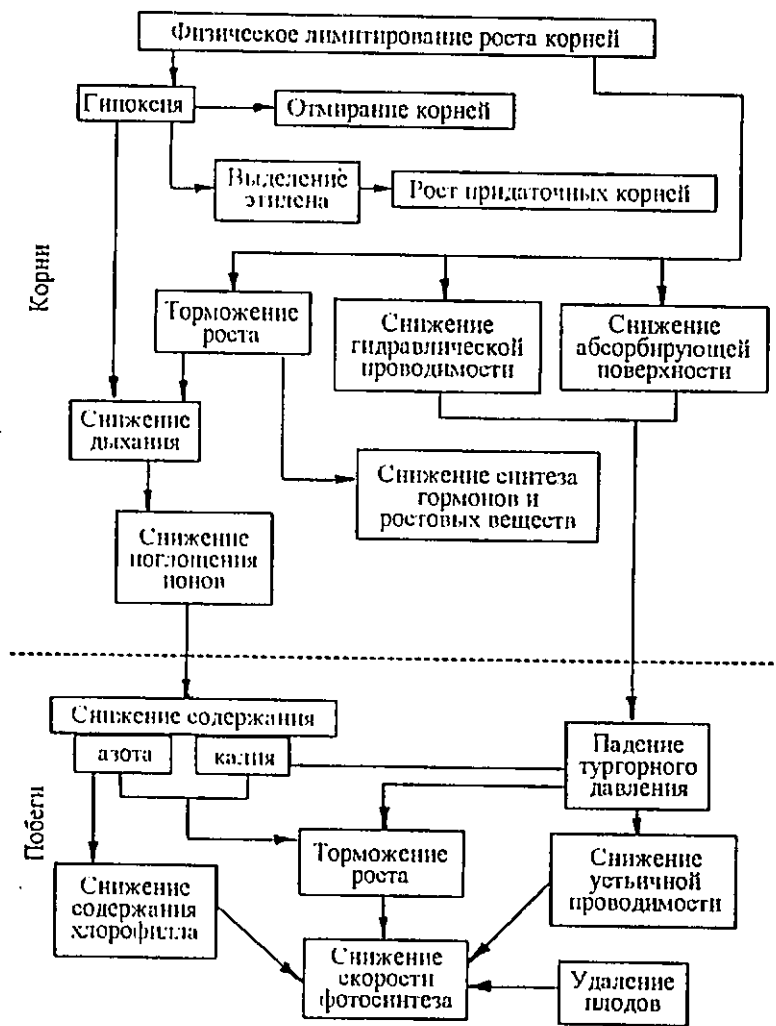 Физическое лимитирование роста корней
Гипоксия
Отмирание корней
Выделение
этилена
Рост придаточных корней
Корни
Торможение
роста
Снижение
гидравлической
проводимости
Снижение
абсорбирующей
поверхности
Снижение
дыхания
Снижение синтеза
гормонов и
ростовых веществ
Снижение
поглощения
ионов
Побеги
Снижение содержания
азота
калия
Падение
тургорного
давления
Торможение
роста
Снижение
содержания
хлорофилла
Снижение
устьичной
проводимости
Снижение
скорости
фотосинтеза
Удаление
плодов